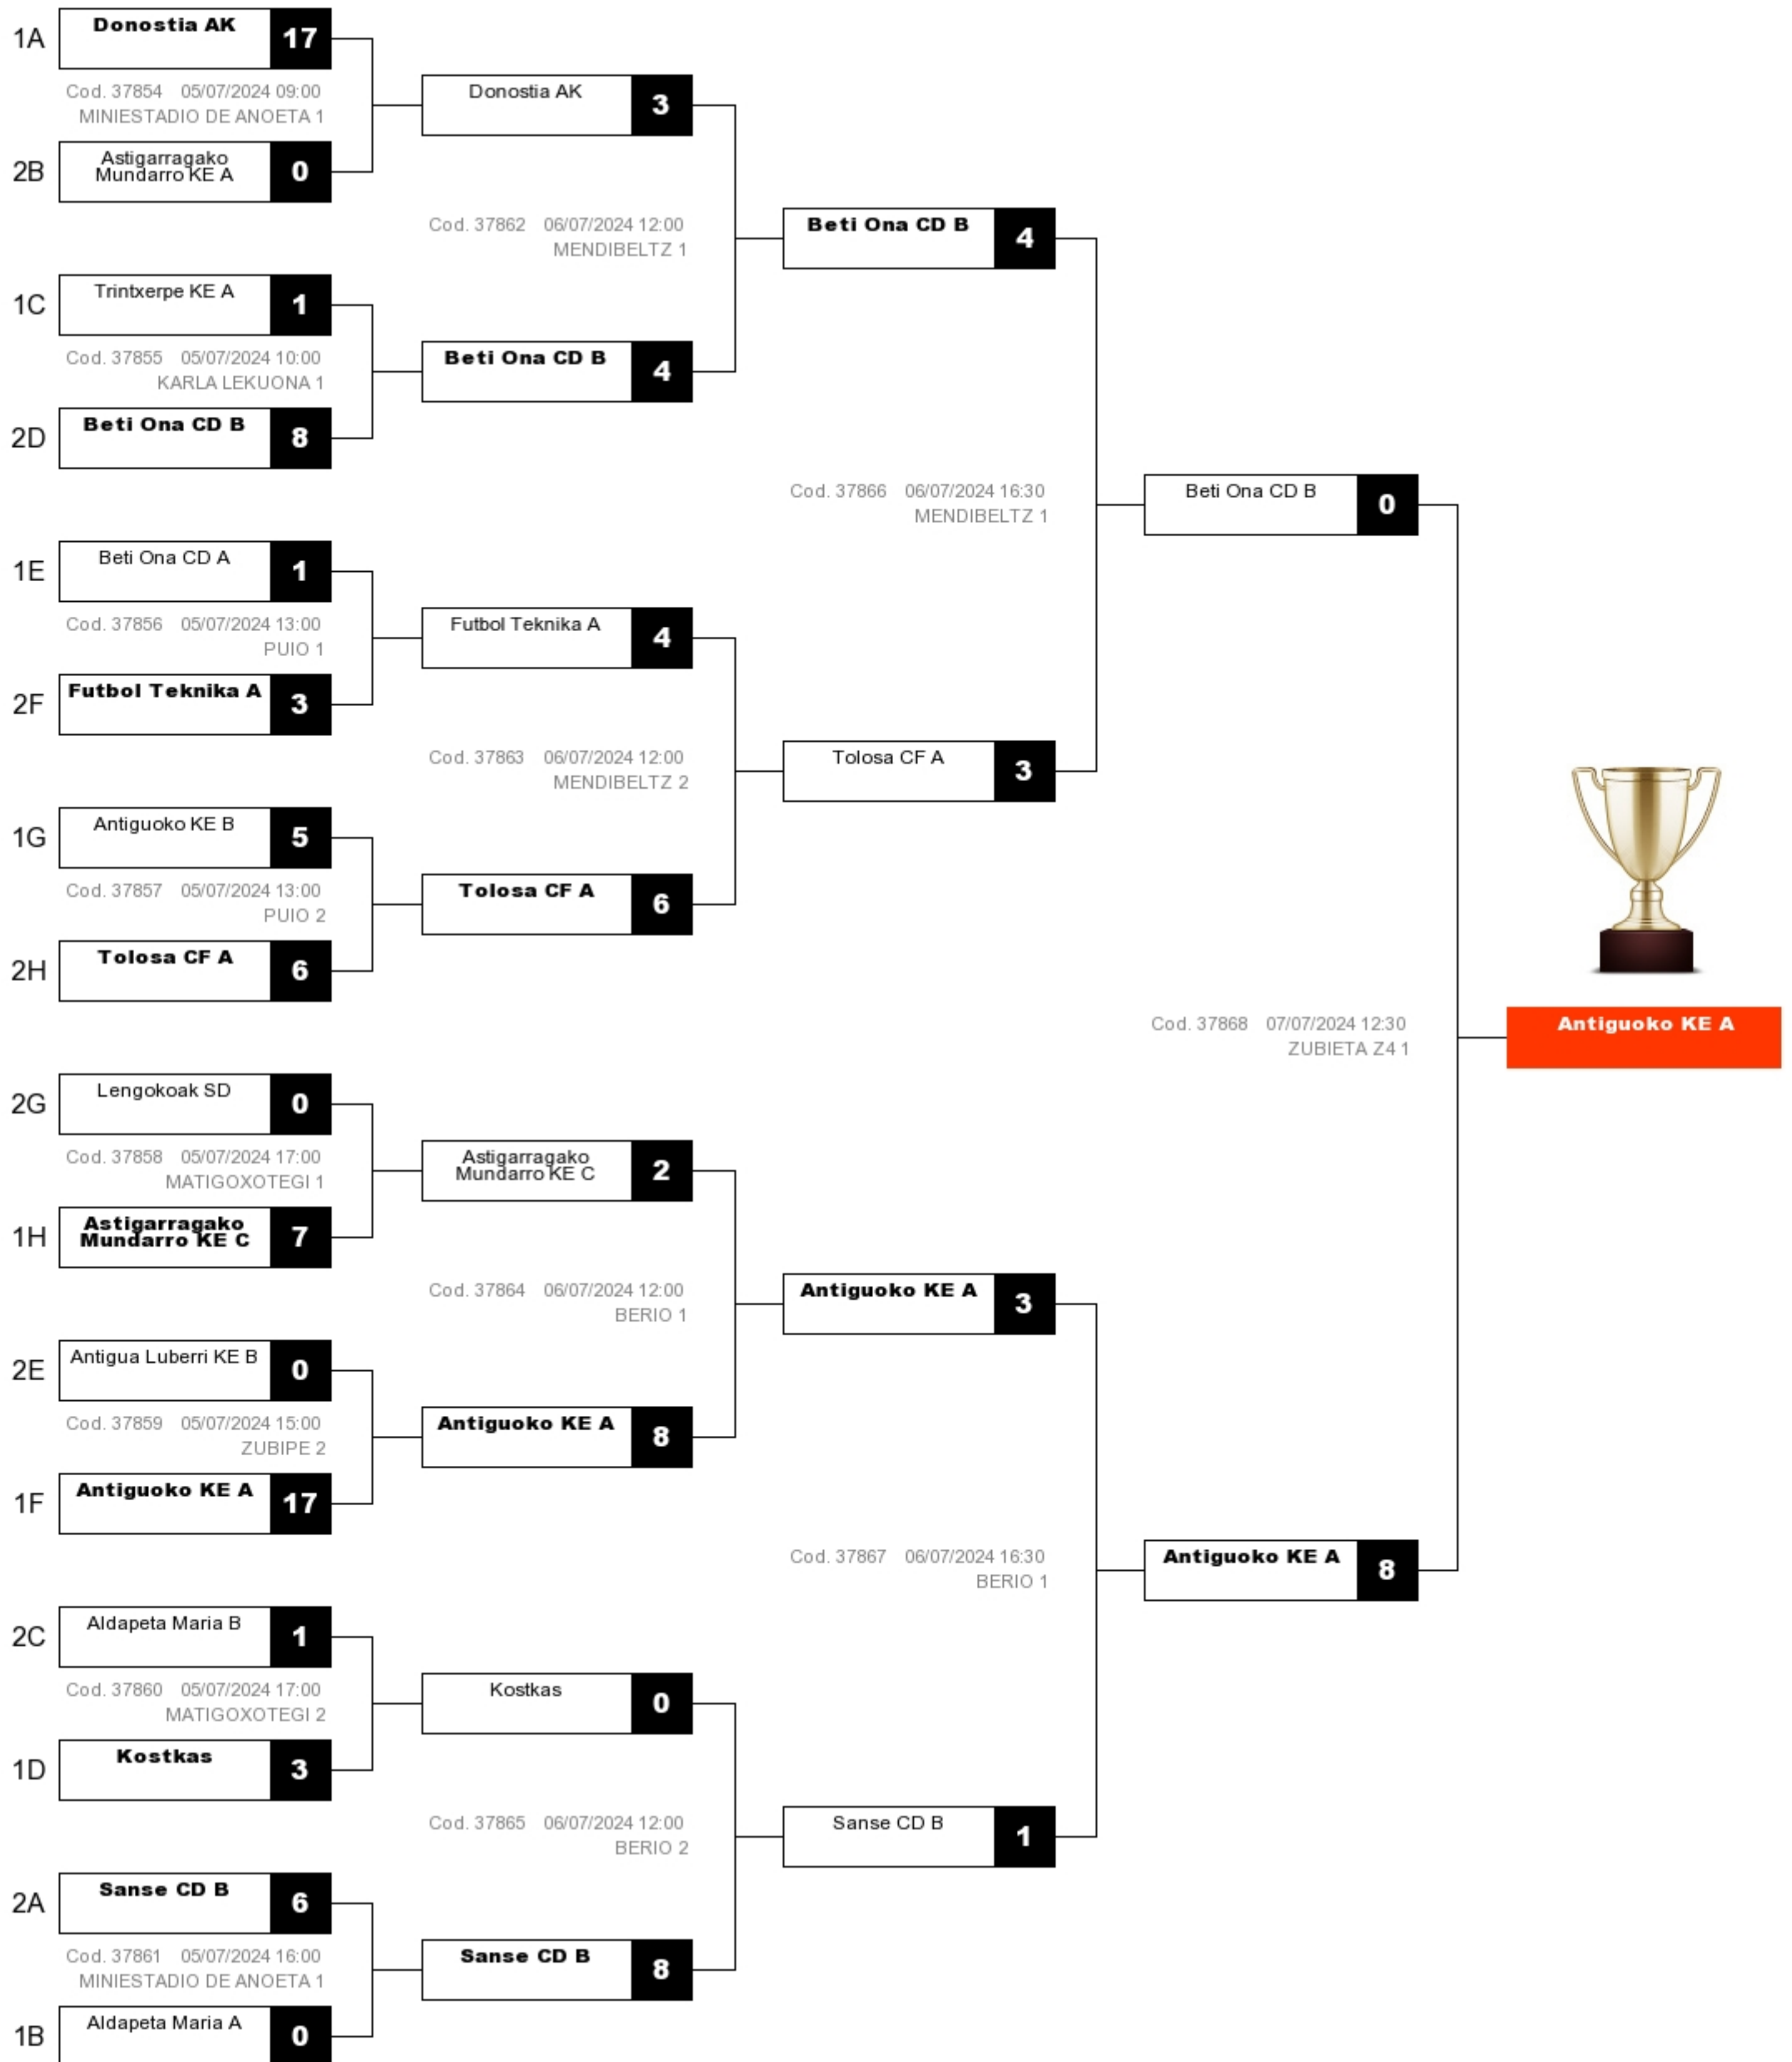 1A
Donostia AK
17
Cod. 37854 05/07/2024 09:00
MINIESTADIO DE ANOETA 1
2B
Astigarragako
Mundarro KE A
0
1C
Trintxerpe KE A
1
Cod. 37855 05/07/2024 10:00
KARLA LEKUONA 1
2D
Beti Ona CD B
8
1E
Beti Ona CD A
1
Cod. 37856 05/07/2024 13:00
PUIO 1
2F
Futbol Teknika A
3
1G
Antiguoko KE B
5
Cod. 37857 05/07/2024 13:00
PUIO 2
2H
Tolosa CF A
6
2G
Lengokoak SD
0
Cod. 37858 05/07/2024 17:00
MATIGOXOTEGI 1
1H
Astigarragako
Mundarro KE C
7
2E
Antigua Luberri KE B
0
Cod. 37859 05/07/2024 15:00
ZUBIPE 2
1F
Antiguoko KE A
17
2C
Aldapeta Maria B
1
Cod. 37860 05/07/2024 17:00
MATIGOXOTEGI 2
1D
Kostkas
3
2A
Sanse CD B
6
Cod. 37861 05/07/2024 16:00
MINIESTADIO DE ANOETA 1
1B
Aldapeta Maria A
0
Donostia AK
3
Cod. 37862 06/07/2024 12:00
MENDIBELTZ 1
Beti Ona CD B
4
Futbol Teknika A
4
Cod. 37863 06/07/2024 12:00
MENDIBELTZ 2
Tolosa CF A
6
Astigarragako
Mundarro KE C
2
Cod. 37864 06/07/2024 12:00
BERIO 1
Antiguoko KE A
8
Kostkas
0
Cod. 37865 06/07/2024 12:00
BERIO 2
Sanse CD B
8
Beti Ona CD B
4
Cod. 37866 06/07/2024 16:30
MENDIBELTZ 1
Tolosa CF A
3
Antiguoko KE A
3
Cod. 37867 06/07/2024 16:30
BERIO 1
Sanse CD B
1
Beti Ona CD B
0
Cod. 37868 07/07/2024 12:30
ZUBIETA Z4 1
Antiguoko KE A
8
Antiguoko KE A